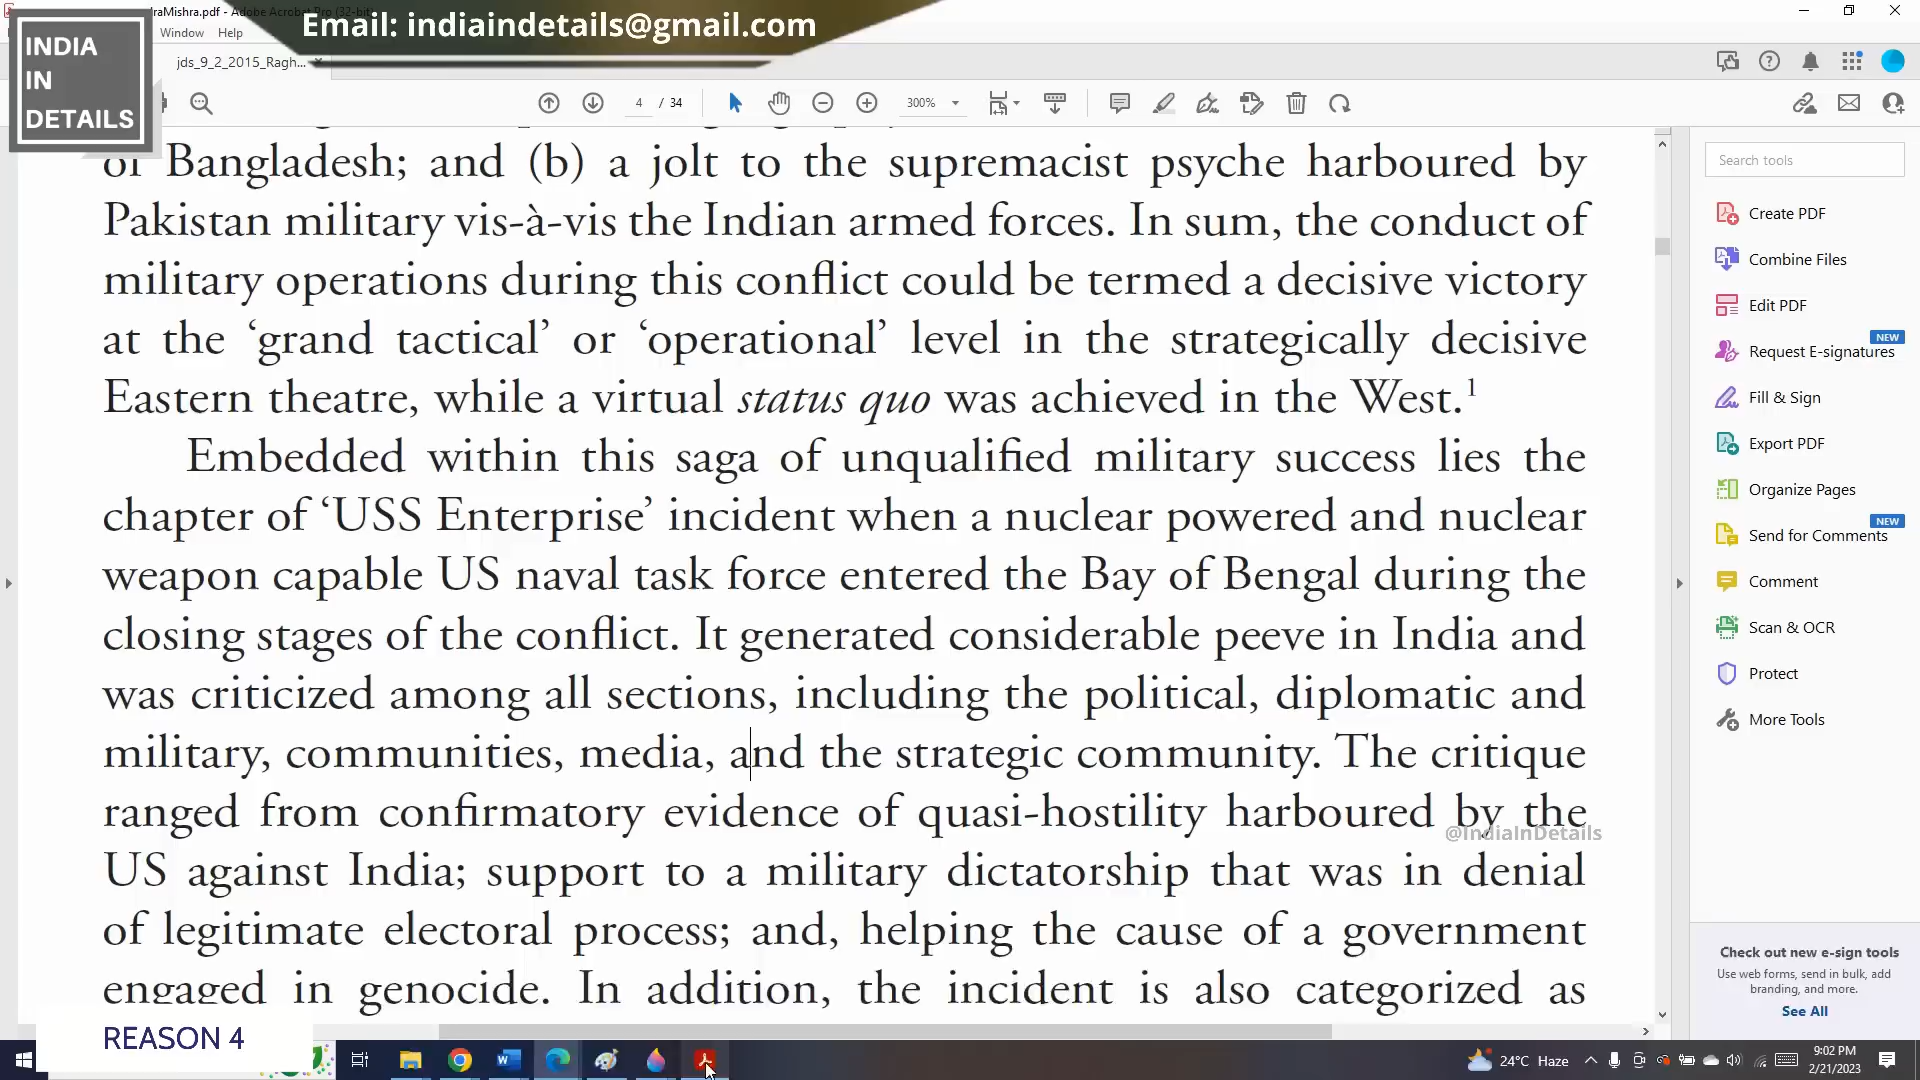 draMishra.pdf - Adobe Acrobat Pro (32-bit)
Email: indiaindetails@gmail.com
INDIA
IN
DETAILS
Window Help
jds_9_2_2015_Ragh...
4 / 34
300%
of Bangladesh; and (b) a jolt to the supremacist psyche harboured by
Pakistan military vis-à-vis the Indian armed forces. In sum, the conduct of
military operations during this conflict could be termed a decisive victory
at the ‘grand tactical’ or ‘operational’ level in the strategically decisive
Eastern theatre, while a virtual status quo was achieved in the West.1
Embedded within this saga of unqualified military success lies the
chapter of ‘USS Enterprise’ incident when a nuclear powered and nuclear
weapon capable US naval task force entered the Bay of Bengal during the
closing stages of the conflict. It generated considerable peeve in India and
was criticized among all sections, including the political, diplomatic and
military, communities, media, and the strategic community. The critique
ranged from confirmatory evidence of quasi-hostility harboured by the
@IndiaInDetails
US against India; support to a military dictatorship that was in denial
of legitimate electoral process; and, helping the cause of a government
engaged in genocide. In addition, the incident is also categorized as
Search tools
Create PDF
Combine Files
Edit PDF
NEW
Request E-signatures
Fill & Sign
Export PDF
Organize Pages
NEW
Send for Comments
Comment
Scan & OCR
Protect
More Tools
Check out new e-sign tools
Use web forms, send in bulk, add
branding, and more.
See All
REASON 4
24°C Haze
9:02 PM
2/21/2023